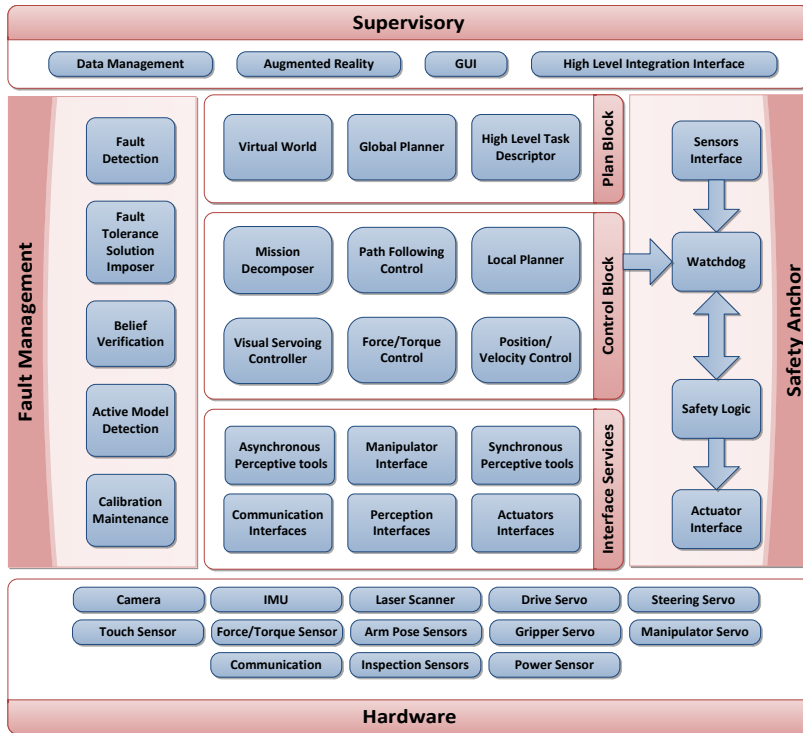 Supervisory
Data Management
Augmented Reality
GUI
High Level Integration Interface
Fault Management
Fault
Detection
Fault
Tolerance
Solution
Imposer
Belief
Verification
Active Model
Detection
Calibration
Maintenance
Virtual World
Global Planner
High Level Task
Descriptor
Plan Block
Mission
Decomposer
Path Following
Control
Local Planner
Visual Servoing
Controller
Force/Torque
Control
Position/
Velocity Control
Control Block
Asynchronous
Perceptive tools
Manipulator
Interface
Synchronous
Perceptive tools
Communication
Interfaces
Perception
Interfaces
Actuators
Interfaces
Interface Services
Sensors
Interface
Watchdog
Safety Logic
Actuator
Interface
Safety Anchor
Camera
IMU
Laser Scanner
Drive Servo
Steering Servo
Touch Sensor
Force/Torque Sensor
Arm Pose Sensors
Gripper Servo
Manipulator Servo
Communication
Inspection Sensors
Power Sensor
Hardware